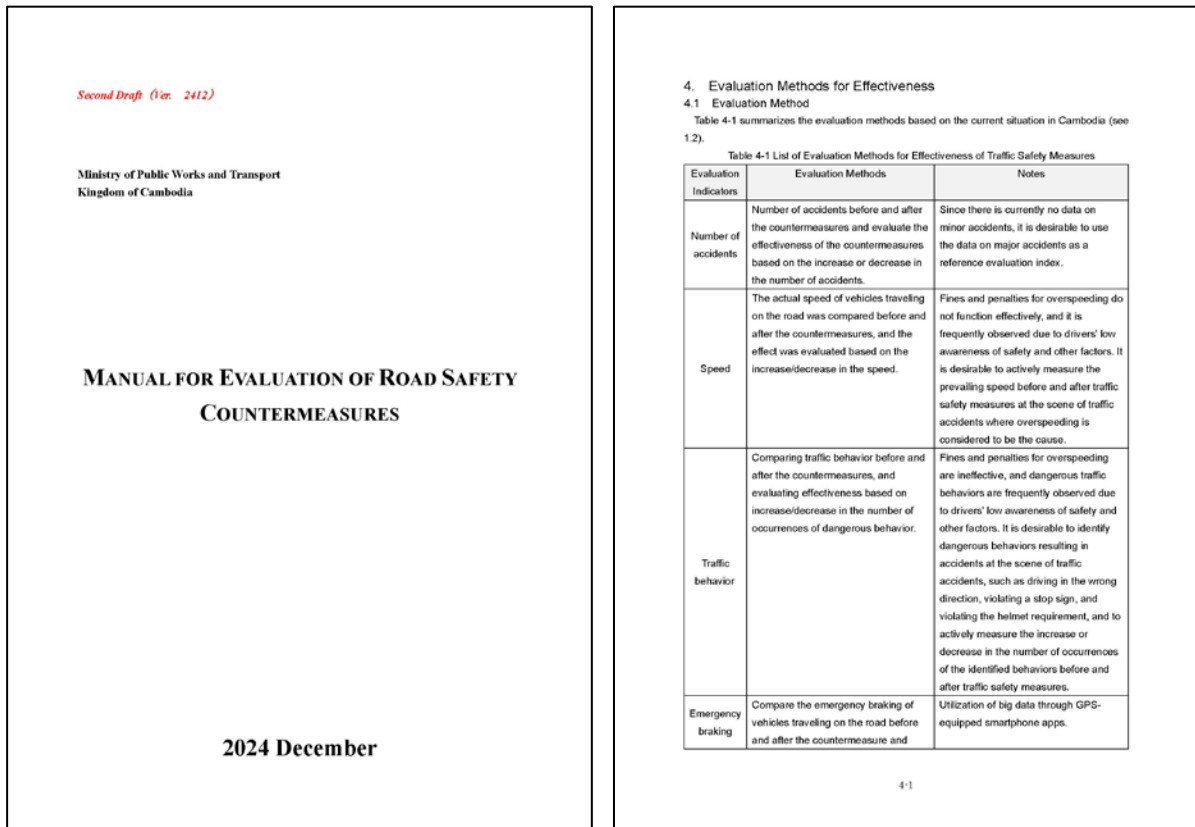 Second Draft (Ver. 2412)
Ministry of Public Works and Transport
Kingdom of Cambodia
MANUAL FOR EVALUATION OF ROAD SAFETY
COUNTERMEASURES
2024 December
4. Evaluation Methods for Effectiveness
4.1 Evaluation Method
Table 4-1 summarizes the evaluation methods based on the current situation in Cambodia (see
1.2).
Table 4-1 List of Evaluation Methods for Effectiveness of Traffic Safety Measures
Evaluation
Indicators
Evaluation Methods
Notes
Number of
accidents
Number of accidents before and after
the countermeasures and evaluate the
effectiveness of the countermeasures
based on the increase or decrease in
the number of accidents.
Since there is currently no data on
minor accidents, it is desirable to use
the data on major accidents as a
reference evaluation index.
Speed
The actual speed of vehicles traveling
on the road was compared before and
after the countermeasures, and the
effect was evaluated based on the
increase/decrease in the speed.
Fines and penalties for overspeeding do
not function effectively, and it is
frequently observed due to drivers' low
awareness of safety and other factors. It
is desirable to actively measure the
prevailing speed before and after traffic
safety measures at the scene of traffic
accidents where overspeeding is
considered to be the cause.
Traffic
behavior
Comparing traffic behavior before and
after the countermeasures, and
evaluating effectiveness based on
increase/decrease in the number of
occurrences of dangerous behavior.
Fines and penalties for overspeeding
are ineffective, and dangerous traffic
behaviors are frequently observed due
to drivers' low awareness of safety and
other factors. It is desirable to identify
dangerous behaviors resulting in
accidents at the scene of traffic
accidents, such as driving in the wrong
direction, violating a stop sign, and
violating the helmet requirement, and to
actively measure the increase or
decrease in the number of occurrences
of the identified behaviors before and
after traffic safety measures.
Emergency
braking
Compare the emergency braking of
vehicles traveling on the road before
and after the countermeasure and
Utilization of big data through GPS-
equipped smartphone apps.
4-1